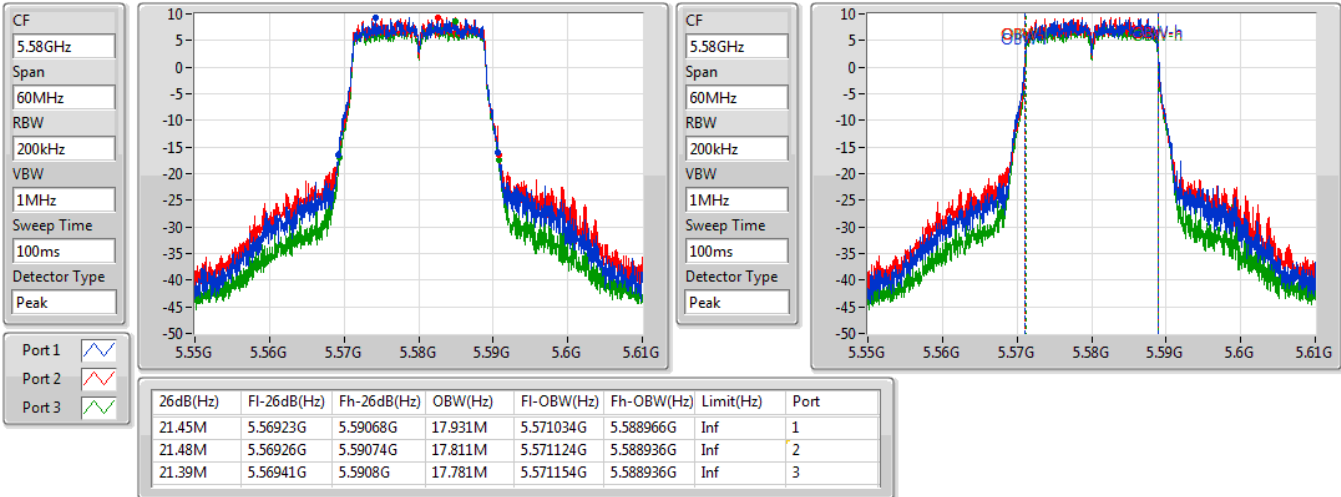 CF
5.58GHz
Span
60MHz
RBW
200kHz
VBW
1MHz
Sweep Time
100ms
Detector Type
Peak
10
5
0
-5
-10
-15
-20
-25
-30
-35
-40
-45
-50
5.55G 5.56G 5.57G 5.58G 5.59G 5.6G 5.61G
CF
5.58GHz
Span
60MHz
RBW
200kHz
VBW
1MHz
Sweep Time
100ms
Detector Type
Peak
10
5
0
-5
-10
-15
-20
-25
-30
-35
-40
-45
-50
OBW-h
5.55G 5.56G 5.57G 5.58G 5.59G 5.6G 5.61G
Port 1
Port 2
Port 3
26dB(Hz) Fl-26dB(Hz) Fh-26dB(Hz) OBW(Hz) Fl-OBW(Hz) Fh-OBW(Hz) Limit(Hz) Port
21.45M 5.56923G 5.59068G 17.931M 5.571034G 5.588966G Inf 1
21.48M 5.56926G 5.59074G 17.811M 5.571124G 5.588936G Inf 2
21.39M 5.56941G 5.5908G 17.781M 5.571154G 5.588936G Inf 3